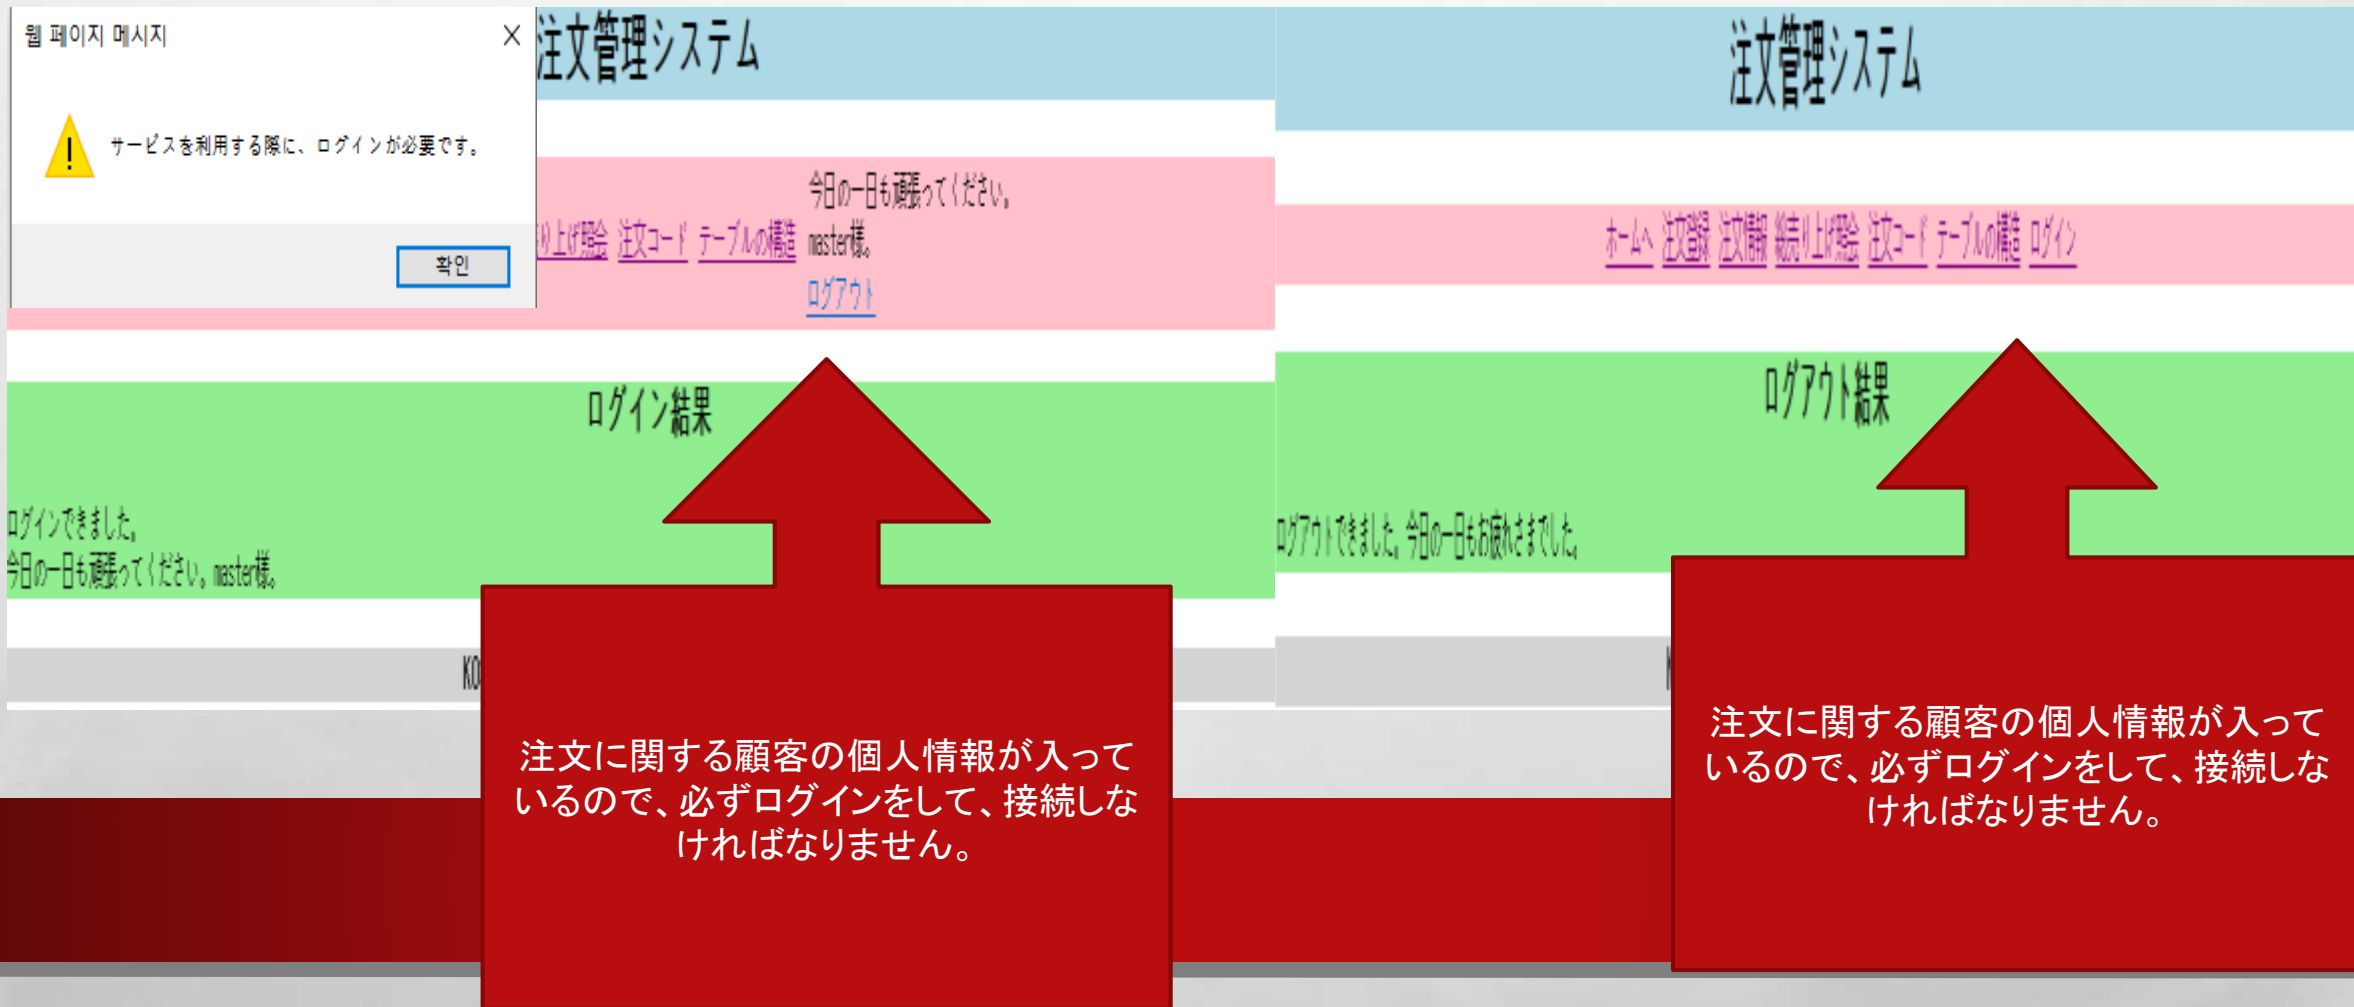 웹 페이지 메시지
サービスを利用する際に、ログインが必要です。
확인
注文管理システム
り上げ照会 注文コード テーブルの構造
今日の一日も頑張ってください。
master様。
ログアウト
ログイン結果
ログインできました。
今日の一日も頑張ってください。master様。
KO
注文に関する顧客の個人情報が入って
いるので、必ずログインをして、接続しな
ければなりません。
注文管理システム
ホームへ 注文登録 注文情報 総売り上げ照会 注文コード テーブルの構造 ログイン
ログアウト結果
ログアウトできました。今日の一日もお疲れさまでした。
注文に関する顧客の個人情報が入って
いるので、必ずログインをして、接続しな
ければなりません。